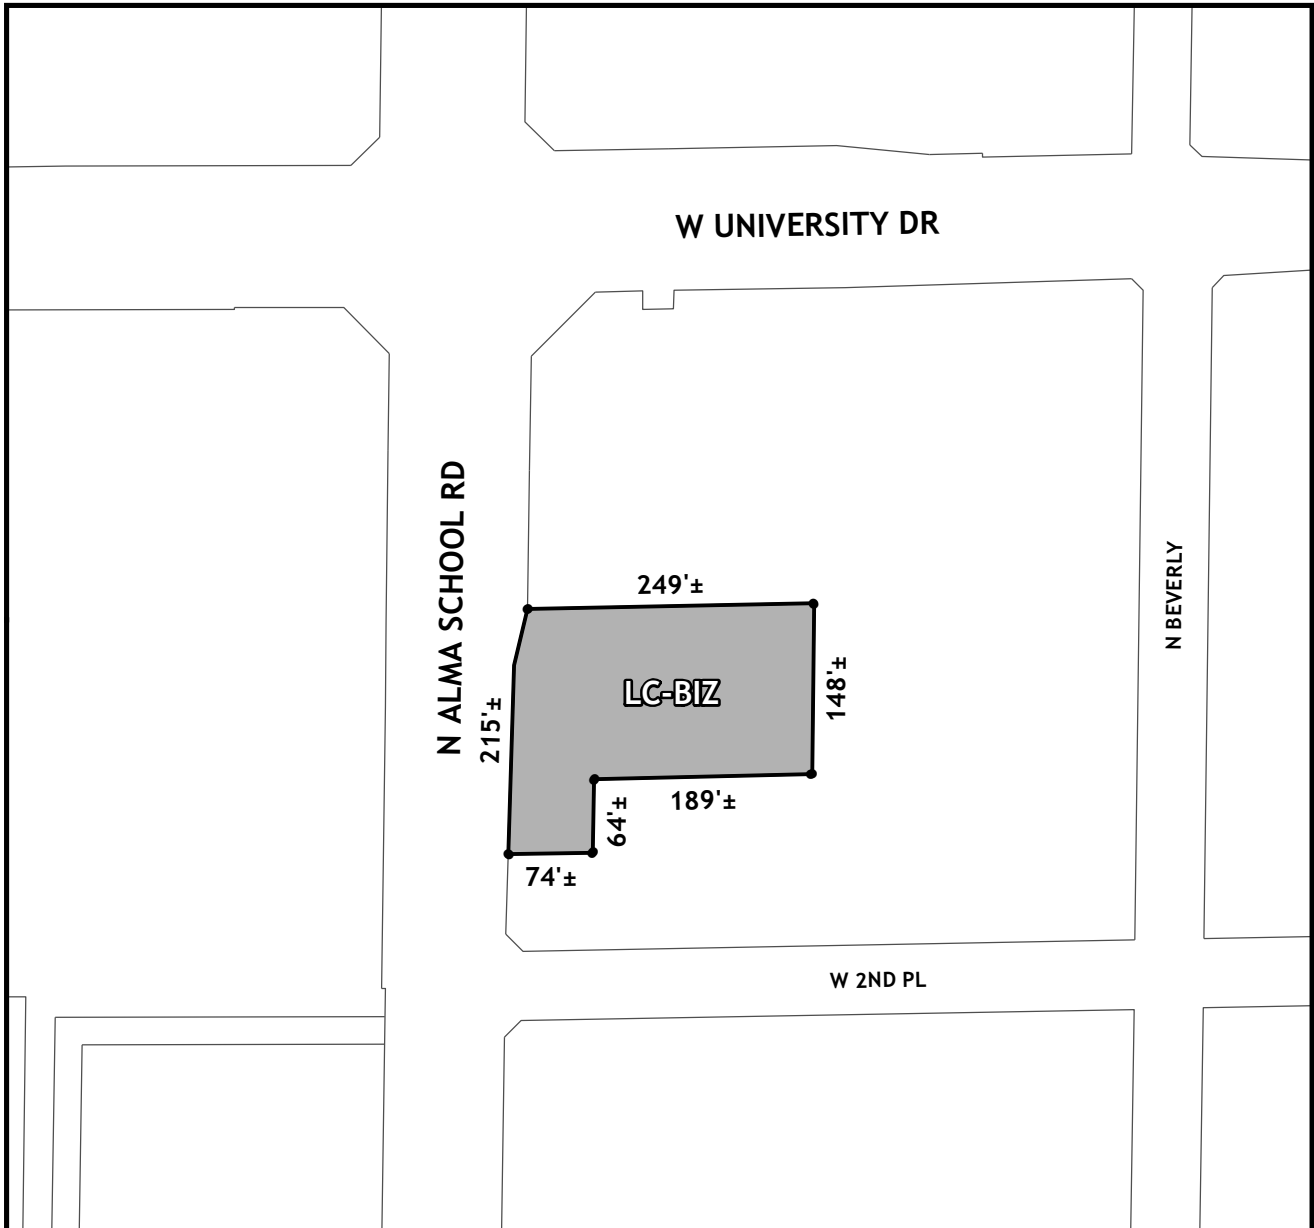 W UNIVERSITY DR
N ALMA SCHOOL RD
N BEVERLY
249'±
LC-BIZ
148'±
215'±
189'±
64'±
74'±
W 2ND PL